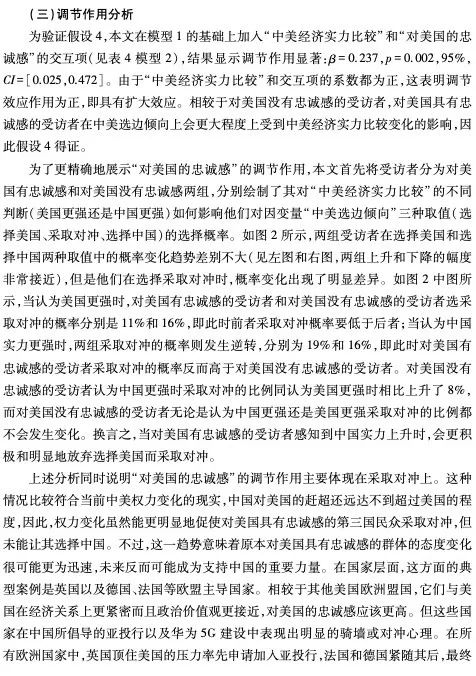 (三)调节作用分析
为验证假设4,本文在模型1的基础上加入“中美经济实力比较”和“对美国的忠
诚感”的交互项(见表4模型2),结果显示调节作用显著:β=0.237,p=0.002,95%,
CI=[0.025,0.472]。由于“中美经济实力比较”和交互项的系数都为正,这表明调节
效应作用为正,即具有扩大效应。相较于对美国没有忠诚感的受访者,对美国具有忠
诚感的受访者在中美选边倾向上会更大程度上受到中美经济实力比较变化的影响,因
此假设4得证。
为了更精确地展示“对美国的忠诚感”的调节作用,本文首先将受访者分为对美
国有忠诚感和对美国没有忠诚感两组,分别绘制了其对“中美经济实力比较”的不同
判断(美国更强还是中国更强)如何影响他们对因变量“中美选边倾向”三种取值(选
择美国、采取对冲、选择中国)的选择概率。如图2所示,两组受访者在选择美国和选
择中国两种取值中的概率变化趋势差别不大(见左图和右图,两组上升和下降的幅度
非常接近),但是他们在选择采取对冲时,概率变化出现了明显差异。如图2中图所
示,当认为美国更强时,对美国有忠诚感的受访者和对美国没有忠诚感的受访者选采
取对冲的概率分别是11%和16%,即此时前者采取对冲概率要低于后者;当认为中国
实力更强时,两组采取对冲的概率则发生逆转,分别为19%和16%,即此时对美国有
忠诚感的受访者采取对冲的概率反而高于对美国没有忠诚感的受访者。对美国没有
忠诚感的受访者认为中国更强时采取对冲的比例同认为美国更强时相比上升了8%,
而对美国没有忠诚感的受访者无论是认为中国更强还是美国更强采取对冲的比例都
不会发生变化。换言之,当对美国有忠诚感的受访者感知到中国实力上升时,会更积
极和明显地放弃选择美国而采取对冲。
上述分析同时说明“对美国的忠诚感”的调节作用主要体现在采取对冲上。这种
情况比较符合当前中美权力变化的现实,中国对美国的赶超还远达不到超过美国的程
度,因此,权力变化虽然能更明显地促使对美国具有忠诚感的第三国民众采取对冲,但
未能让其选择中国。不过,这一趋势意味着原本对美国具有忠诚感的群体的态度变化
很可能更为迅速,未来反而可能成为支持中国的重要力量。在国家层面,这方面的典
型案例是英国以及德国、法国等欧盟主导国家。相较于其他美国欧洲盟国,它们与美
国在经济关系上更紧密而且政治价值观更接近,对美国的忠诚感应该更高。但这些国
家在中国所倡导的亚投行以及华为5G建设中表现出明显的骑墙或对冲心理。在所
有欧洲国家中,英国顶住美国的压力率先申请加入亚投行,法国和德国紧随其后,最终